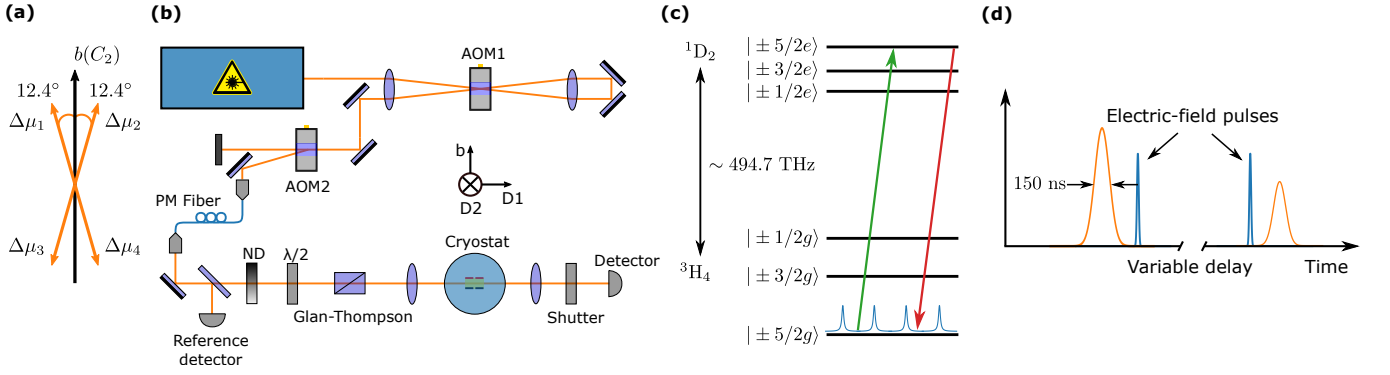 (a)
b(C₂)
12.4° 12.4°
Δμ₁ Δμ₂
Δμ₃ Δμ₄
(b)
AOM1
AOM2
PM Fiber
b
D1
D2
ND
λ/2
Glan-Thompson
Cryostat
Shutter
Detector
Reference
detector
(c)
¹D₂
~ 494.7 THz
³H₄
| ± 5/2e⟩
| ± 3/2e⟩
| ± 1/2e⟩
| ± 1/2g⟩
| ± 3/2g⟩
| ± 5/2g⟩
(d)
Electric-field pulses
150 ns
Variable delay
Time